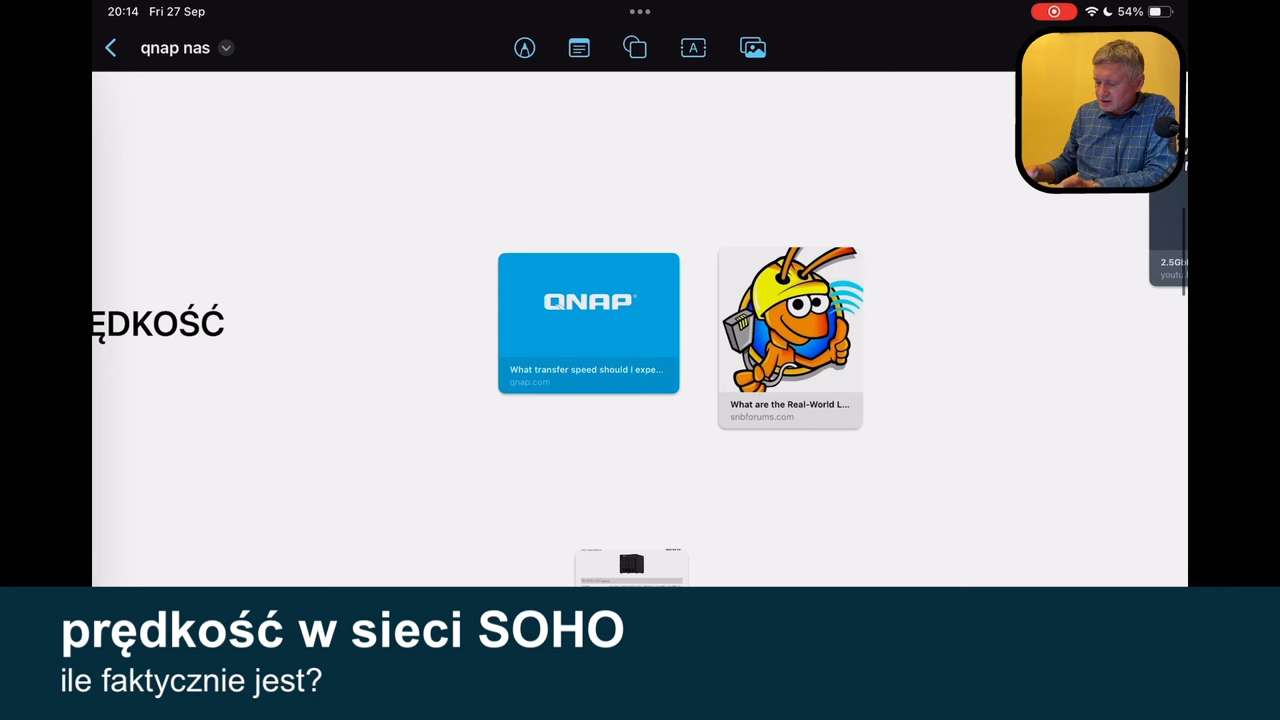 20:14 Fri 27 Sep
54%
qnap nas
A
ĘDKOŚĆ
QNAP
What transfer speed should I expe...
qnap.com
What are the Real-World L...
snbforums.com
2.5Gb
youtu
prędkość w sieci SOHO
ile faktycznie jest?